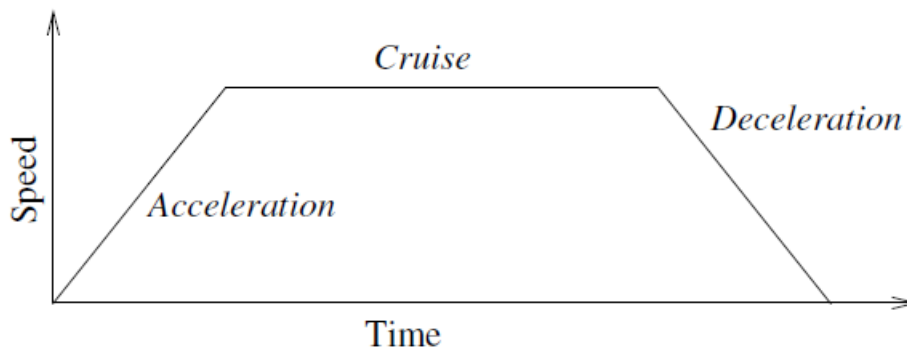 Cruise
Deceleration
Speed
Acceleration
Time